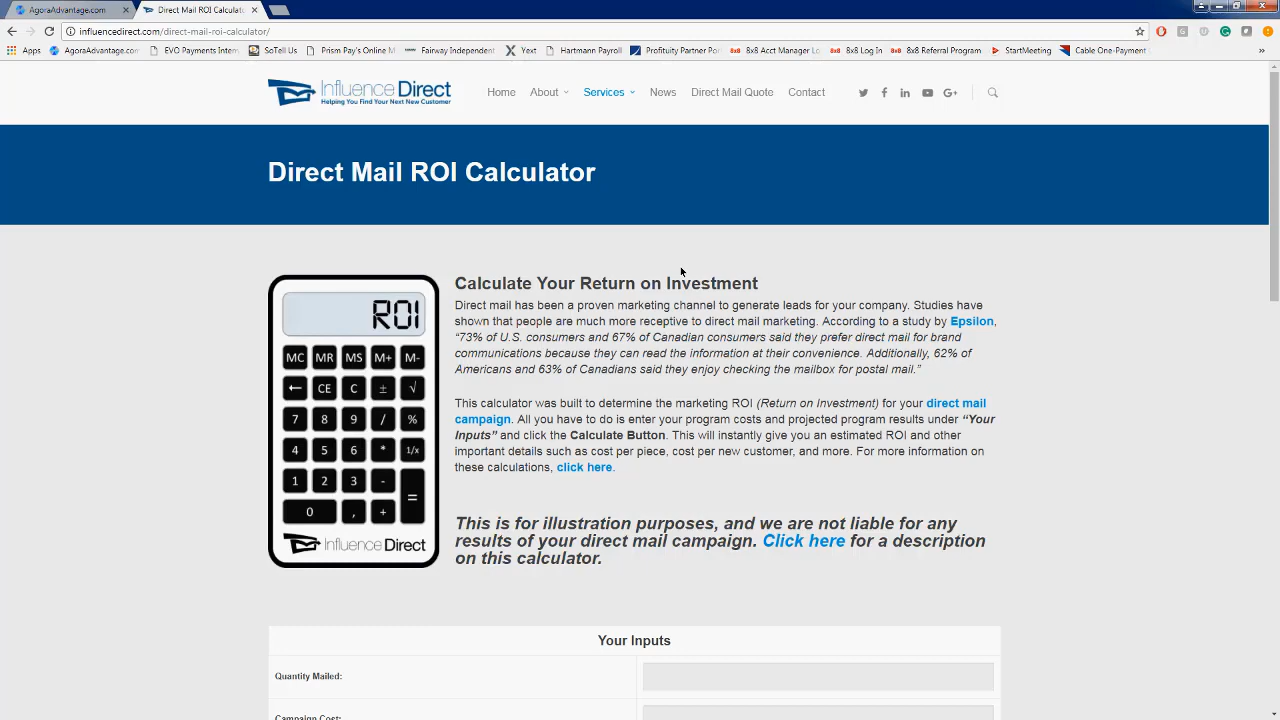 AgoraAdvantage.com
Direct Mail ROI Calculato
influencedirect.com/direct-mail-roi-calculator/
Apps AgoraAdvantage.com EVO Payments Intern SoTellUs Prism Pay's Online M Fairway Independent Yext Hartmann Payroll Profituity Partner Por 8x8 Acct Manager Lo 8x8 Log In 8x8 Referral Program StartMeeting Cable One-Payment »
Influence Direct
Helping You Find Your Next New Customer
Home About Services News Direct Mail Quote Contact
Direct Mail ROI Calculator
Calculate Your Return on Investment
Direct mail has been a proven marketing channel to generate leads for your company. Studies have
shown that people are much more receptive to direct mail marketing. According to a study by Epsilon,
“73% of U.S. consumers and 67% of Canadian consumers said they prefer direct mail for brand
communications because they can read the information at their convenience. Additionally, 62% of
Americans and 63% of Canadians said they enjoy checking the mailbox for postal mail.”
This calculator was built to determine the marketing ROI (Return on Investment) for your direct mail
campaign. All you have to do is enter your program costs and projected program results under “Your
Inputs” and click the Calculate Button. This will instantly give you an estimated ROI and other
important details such as cost per piece, cost per new customer, and more. For more information on
these calculations, click here.
This is for illustration purposes, and we are not liable for any
results of your direct mail campaign. Click here for a description
on this calculator.
ROI
MC MR MS M+ M-
← CE C ± √
7 8 9 / %
4 5 6 * 1/x
1 2 3 - =
0 , +
Influence Direct
Your Inputs
Quantity Mailed:
Campaign Cost: